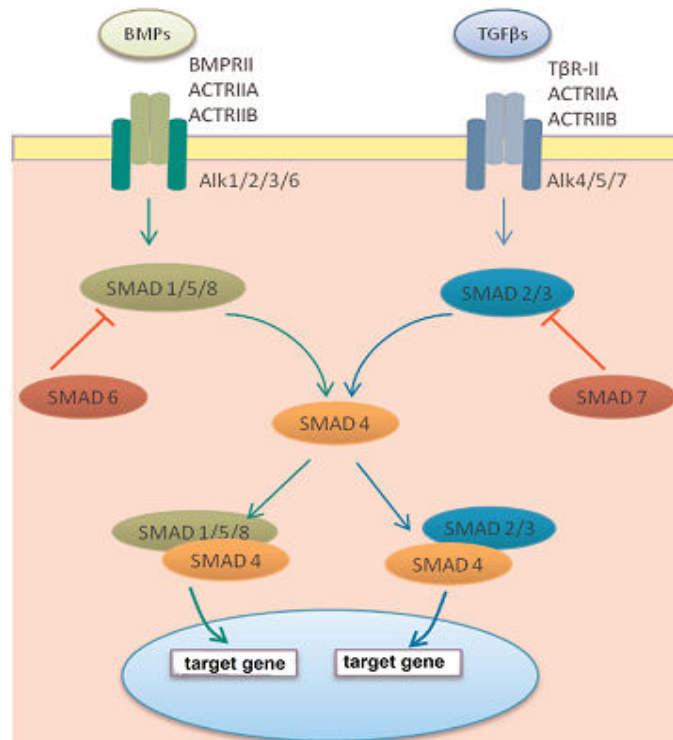 BMPs
TGFβs
BMPRII
ACTRIIA
ACTRIIB
TβR-II
ACTRIIA
ACTRIIB
Alk1/2/3/6
Alk4/5/7
SMAD 1/5/8
SMAD 2/3
SMAD 6
SMAD 7
SMAD 4
SMAD 1/5/8
SMAD 4
SMAD 2/3
SMAD 4
target gene
target gene